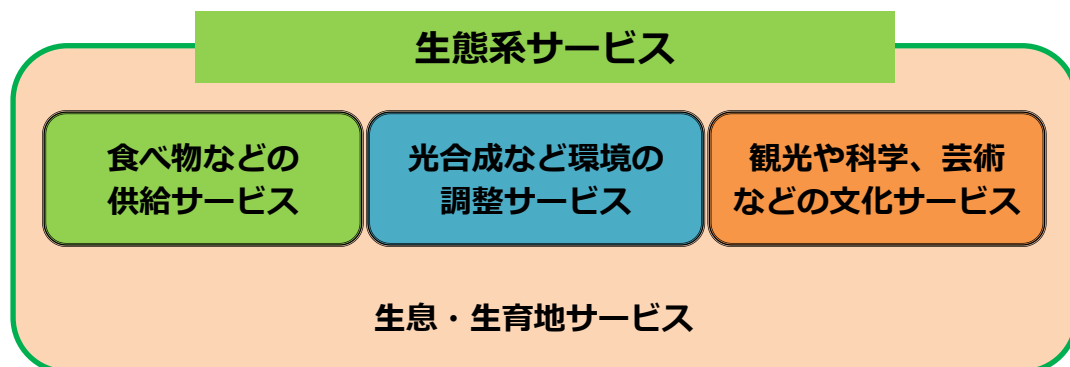 生態系サービス
食べ物などの
供給サービス
光合成など環境の
調整サービス
観光や科学、芸術
などの文化サービス
生息・生育地サービス